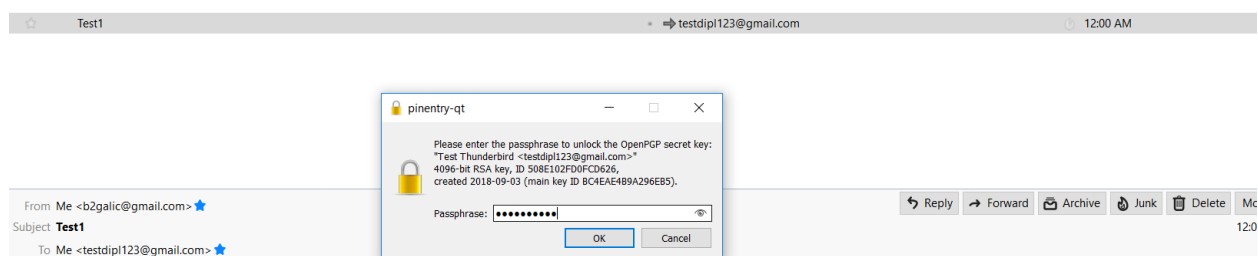 Test1 testdipl123@gmail.com 12:00 AM
pinentry-qt
Please enter the passphrase to unlock the OpenPGP secret key:
"Test Thunderbird <testdipl123@gmail.com>"
4096-bit RSA key, ID 508E102FD0FCD626,
created 2018-09-03 (main key ID BC4EAE4B9A296EB5).
Passphrase: ●●●●●●●●●●
OK Cancel
From Me <b2galic@gmail.com> Reply Forward Archive Junk Delete Mo
Subject Test1 12:0
To Me <testdipl123@gmail.com>